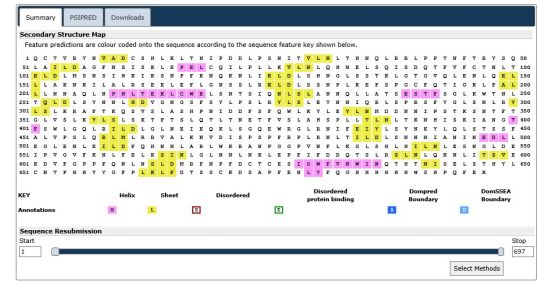 Summary PSIPRED Downloads
Secondary Structure Map
Feature predictions are colour coded onto the sequence according to the sequence feature key shown below.
1 Q C T V R Y N V A D C S H L K L T H I P D D L P S N I T V L N L T H N Q L R R L P P T N F T R Y S Q 50
51 L A I L D A G F N S I S K L E P E L C Q I L P L L K V L N L Q H N E L S Q I S D Q T F V F C T N L T 100
101 E L D L M S N S I H K I K S N P F K N Q K N L I K L D L S H N G L S S T K L G T G V Q L E N L Q E L 150
151 L L A K N K I L A L R S E E L E F L G N S S L R K L D L S S N P L K E F S P G C F Q T I G K L F A L 200
201 L L N N A Q L N P H L T E K L C W E L S N T S I Q N L S L A N N Q L L A T S E S T F S G L K W T N L 250
251 T Q L D L S Y N N L H D V G N G S F S Y L P S L R Y L S L E Y N N I Q R L S P R S F Y G L S N L R Y 300
301 L S L K R A F T K Q S V S L A S H P N I D D F S F Q W L K Y L E Y L N M D D N N I P S T K S N T F T 350
351 G L V S L K Y L S L S K T F T S L Q T L T N E T F V S L A H S P L L T L N L T K N H I S K I A N G T 400
401 F S W L G Q L R I L D L G L N E I E Q K L S G Q E W R G L R N I F E I Y L S Y N K Y L Q L S T S S F 450
451 A L V P S L Q R L M L R R V A L K N V D I S P S P F R P L R N L T I L D L S N N N I A N I N E D L L 500
501 E G L E N L E I L D F Q H N N L A R L W K R A N P G G P V N F L K G L S H L H I L N L E S N G L D E 550
551 I P V G V F K N L F E L K S I N L G L N N L N K L E P F I F D D Q T S L R S L N L Q K N L I T S V E 600
601 K D V F G P P F Q N L N S L D M R F N P F D C T C E S I S W F V N W I N Q T H T N I S E L S T H Y L 650
651 C N T P H H Y Y G F P L K L F D T S S C K D S A P F E N L Y F Q G H H H H H H W S H P Q F E K
KEY Helix Sheet Disordered Disordered protein binding Dompred Boundary DomSSEA Boundary
Annotations
Sequence Resubmission
Start Stop
1 697
Select Methods